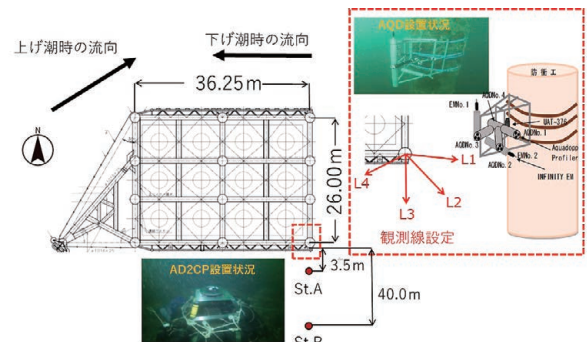 上げ潮時の流向
下げ潮時の流向
36.25m
N
26.00m
3.5m
40.0m
St.A
AD2CP設置状況
AQD設置状況
防衝工
EMNo.1
AQDNo.4
UAT-376
AQDNo.1
AQDNo.3
Aquadopp
Profiler
EMNo.2
AQDNo.2
INFINITY EM
L1
L2
L3
L4
観測線設定